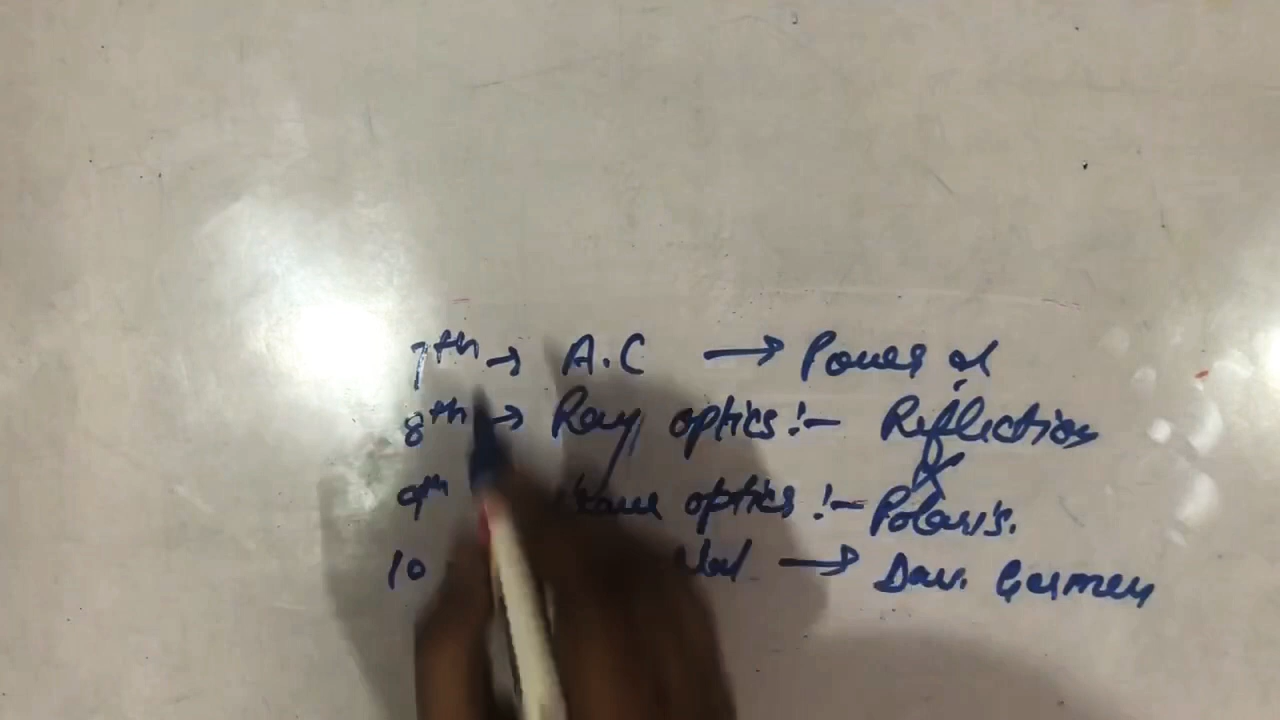 7th → A.C → Power of
8th → Ray optics :- Reflection
9th optics :- Polaris.
10 → Dav. Germer